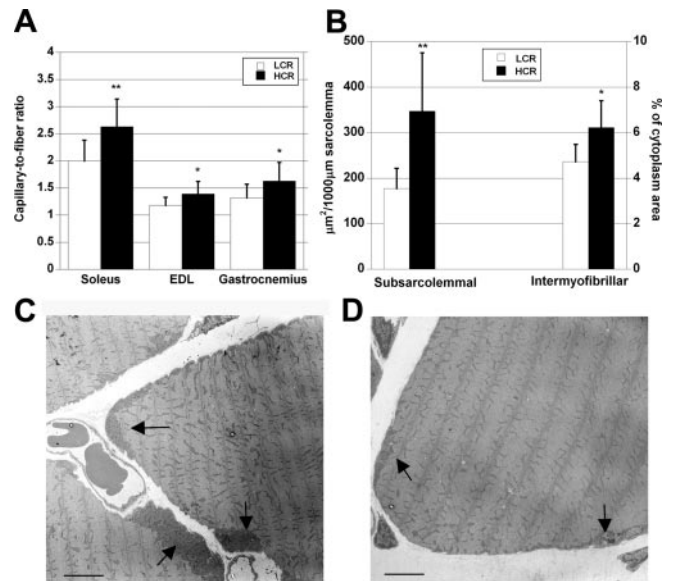 A
Capillary-to-fiber ratio
4
3.5
3
2.5
2
1.5
1
0.5
0
LCR
HCR
**
*
*
Soleus
EDL
Gastrocnemius
B
μm²/1000μm sarcolemma
500
400
300
200
100
0
LCR
HCR
**
*
10
8
6
4
2
0
% of cytoplasm area
Subsarcolemmal
Intermyofibrillar
C
D